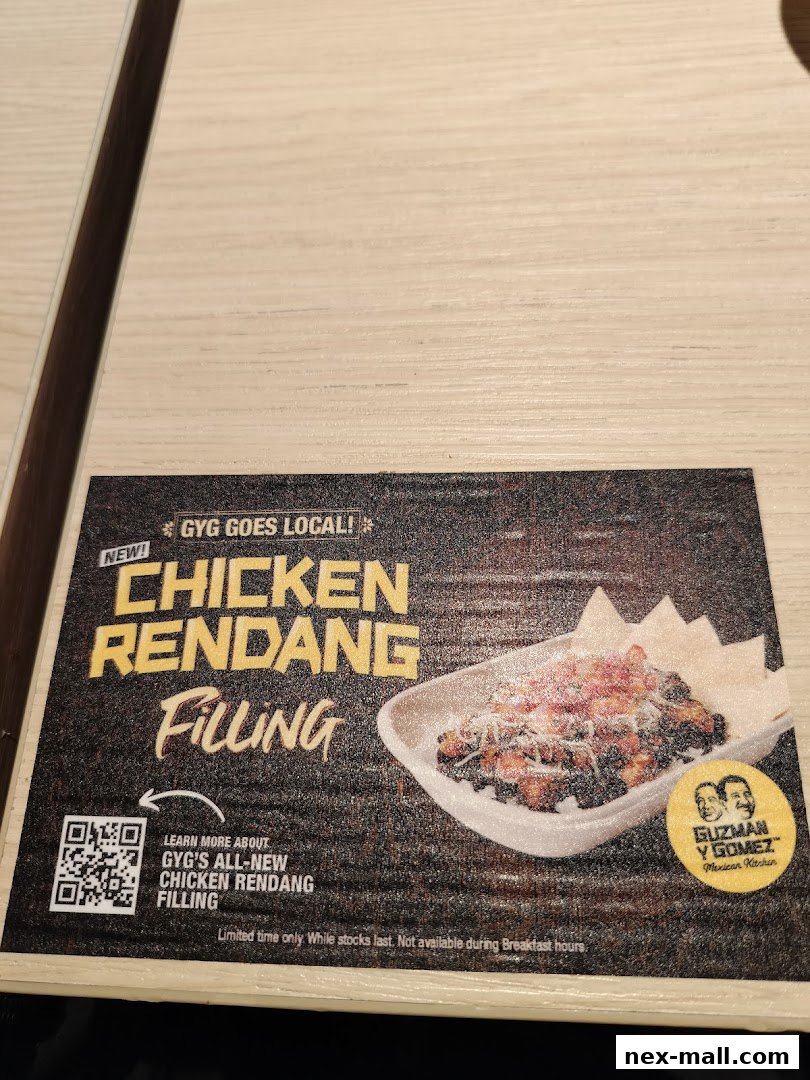 GYG GOES LOCAL!
NEW!
CHICKEN
RENDANG
FiLLiNG
LEARN MORE ABOUT
GYG'S ALL-NEW
CHICKEN RENDANG
FILLING
GUZMAN
Y GOMEZ™
Mexican Kitchen
Limited time only. While stocks last. Not available during Breakfast hours.
nex-mall.com